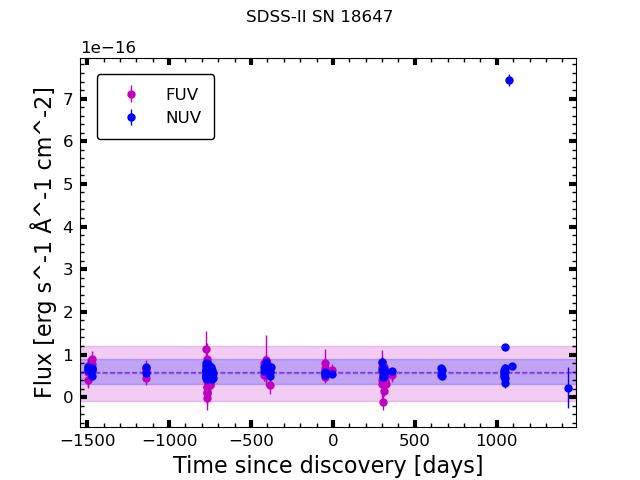 SDSS-II SN 18647
1e−16
FUV
NUV
7
6
5
4
3
2
1
0
Flux [erg s^-1 Å^-1 cm^-2]
−1500 −1000 −500 0 500 1000
Time since discovery [days]